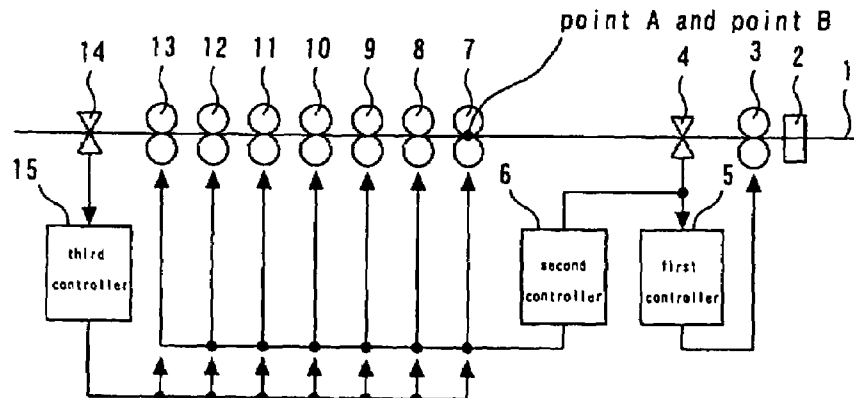 point A and point B
14 13 12 11 10 9 8 7 4 3 2 1
15 6 5
third
controller
second
controller
first
controller